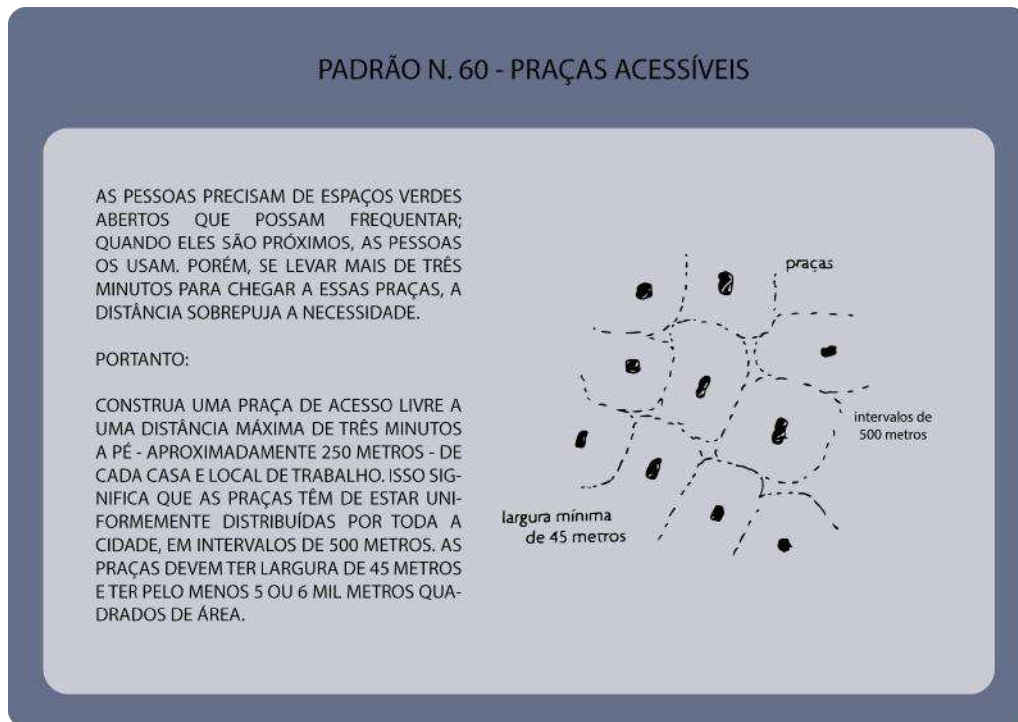 PADRÃO N. 60 - PRAÇAS ACESSÍVEIS
AS PESSOAS PRECISAM DE ESPAÇOS VERDES
ABERTOS QUE POSSAM FREQUENTAR;
QUANDO ELES SÃO PRÓXIMOS, AS PESSOAS
OS USAM. PORÉM, SE LEVAR MAIS DE TRÊS
MINUTOS PARA CHEGAR A ESSAS PRAÇAS, A
DISTÂNCIA SOBREPUJA A NECESSIDADE.
PORTANTO:
CONSTRUA UMA PRAÇA DE ACESSO LIVRE A
UMA DISTÂNCIA MÁXIMA DE TRÊS MINUTOS
A PÉ - APROXIMADAMENTE 250 METROS - DE
CADA CASA E LOCAL DE TRABALHO. ISSO SIG-
NIFICA QUE AS PRAÇAS TÊM DE ESTAR UNI-
FORMEMENTE DISTRIBUÍDAS POR TODA A
CIDADE, EM INTERVALOS DE 500 METROS. AS
PRAÇAS DEVEM TER LARGURA DE 45 METROS
E TER PELO MENOS 5 OU 6 MIL METROS QUA-
DRADOS DE ÁREA.
praças
intervalos de
500 metros
largura mínima
de 45 metros